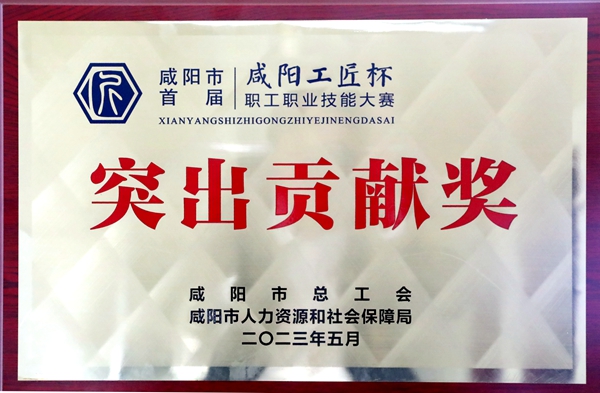 咸阳市 咸阳工匠杯
首届 职工职业技能大赛
XIANYANGSHIZHIGONGZHIYEJINENGDASAI
突出贡献奖
咸阳市总工会
咸阳市人力资源和社会保障局
二〇二三年五月